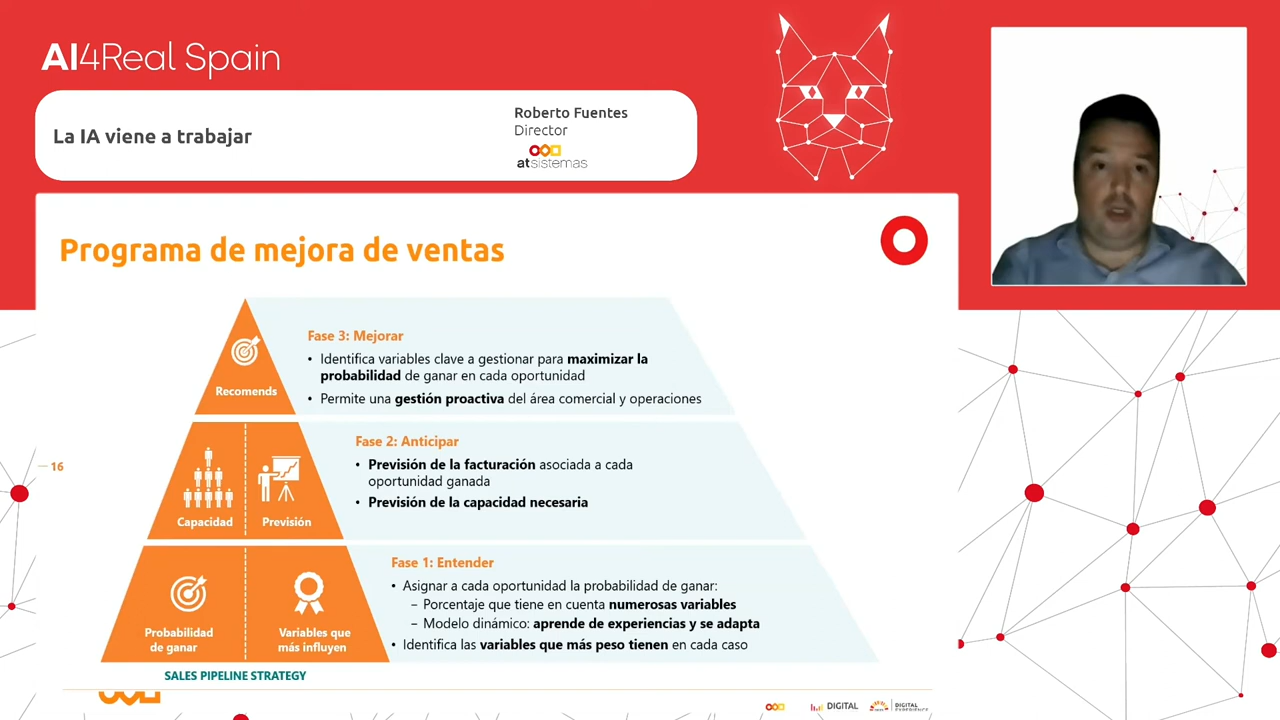 AI4Real Spain
La IA viene a trabajar
Roberto Fuentes
Director
atsistemas
Programa de mejora de ventas
Fase 3: Mejorar
• Identifica variables clave a gestionar para maximizar la
probabilidad de ganar en cada oportunidad
• Permite una gestión proactiva del área comercial y operaciones
Recomends
Fase 2: Anticipar
• Previsión de la facturación asociada a cada
oportunidad ganada
• Previsión de la capacidad necesaria
Capacidad
Previsión
16
Fase 1: Entender
• Asignar a cada oportunidad la probabilidad de ganar:
– Porcentaje que tiene en cuenta numerosas variables
– Modelo dinámico: aprende de experiencias y se adapta
• Identifica las variables que más peso tienen en cada caso
Probabilidad
de ganar
Variables que
más influyen
SALES PIPELINE STRATEGY
DIGITAL
DIGITAL
EXPERIENCE